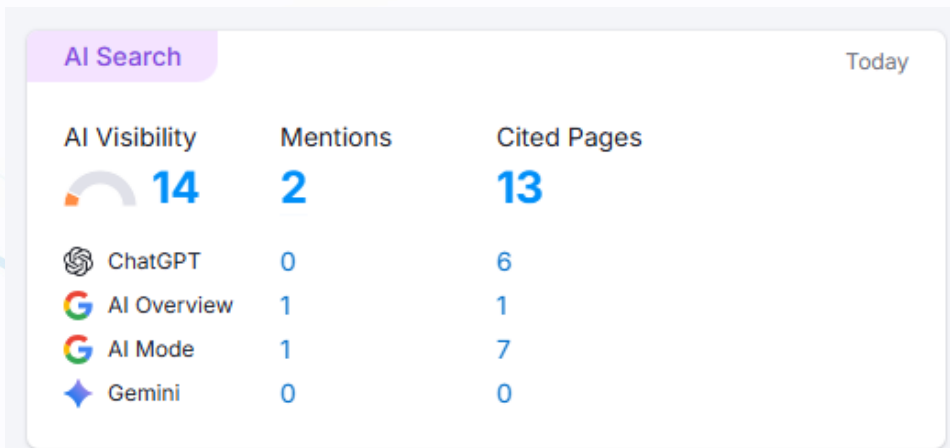 AI Search
Today
AI Visibility Mentions Cited Pages
14 2 13
ChatGPT 0 6
AI Overview 1 1
AI Mode 1 7
Gemini 0 0